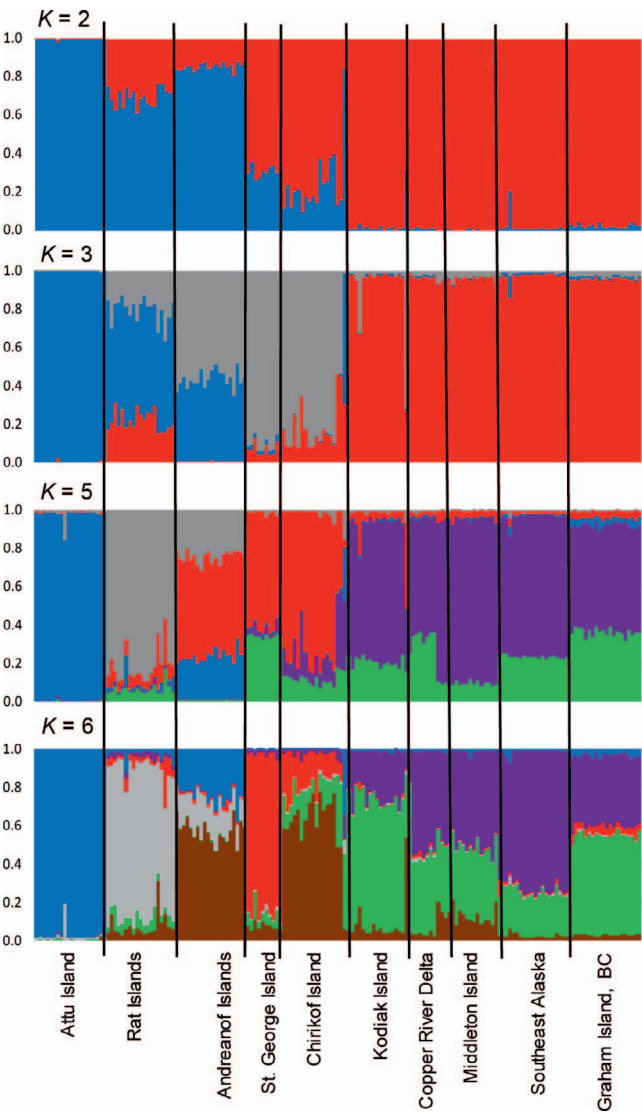 K = 2
1.0
0.8
0.6
0.4
0.2
0.0
K = 3
1.0
0.8
0.6
0.4
0.2
0.0
K = 5
1.0
0.8
0.6
0.4
0.2
0.0
K = 6
1.0
0.8
0.6
0.4
0.2
0.0
Attu Island
Rat Islands
Andreanof Islands
St. George Island
Chirikof Island
Kodiak Island
Copper River Delta
Middleton Island
Southeast Alaska
Graham Island, BC